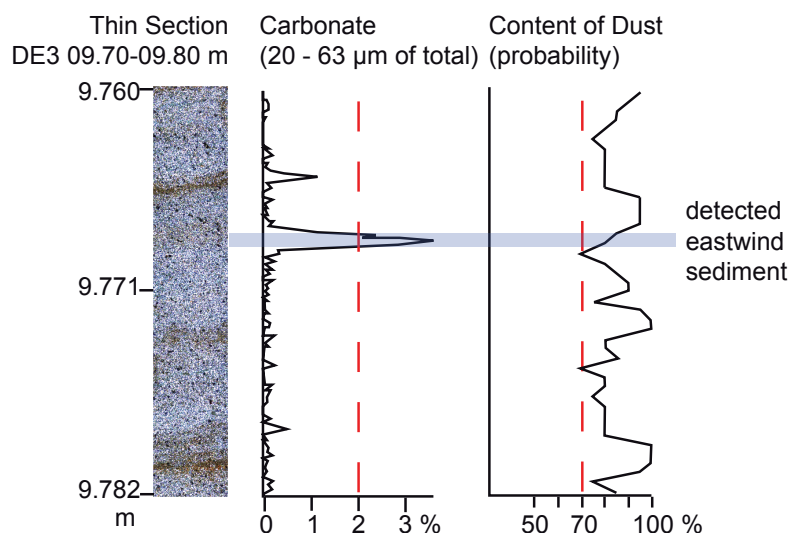 Thin Section
DE3 09.70-09.80 m
Carbonate
(20 - 63 µm of total)
Content of Dust
(probability)
9.760
9.771
9.782
m
detected
eastwind
sediment
0 1 2 3 %
50 70 100 %